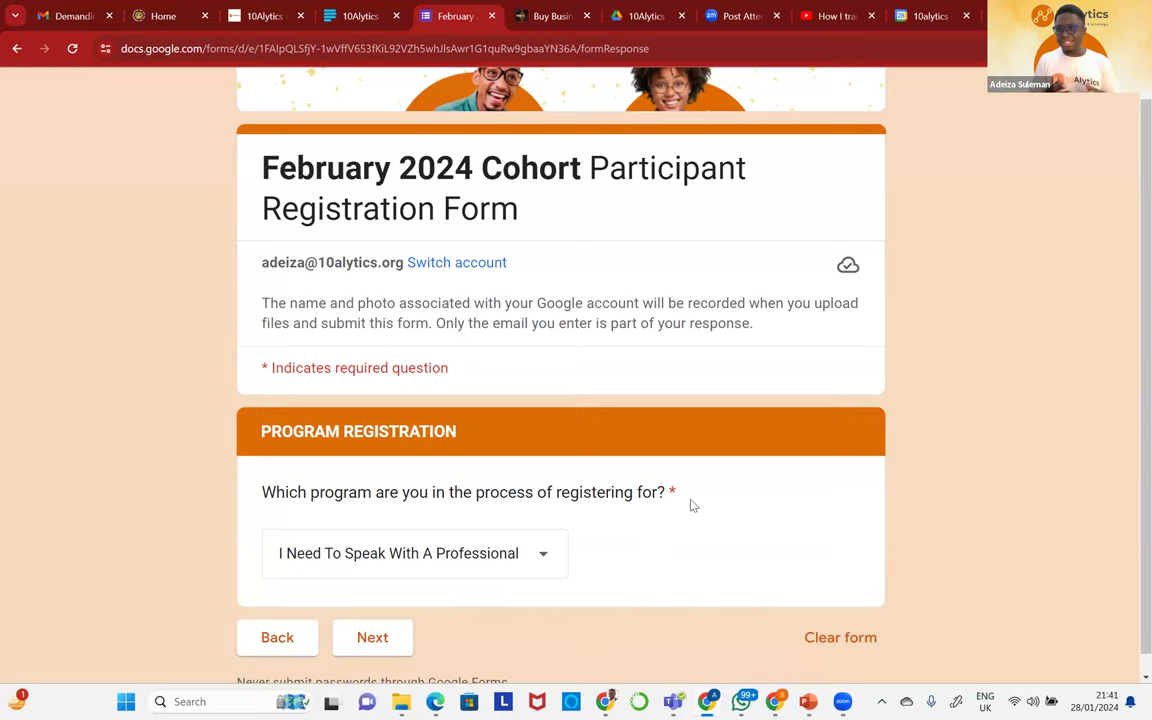 Demandin
Home
10Alytics
10Alytics
February
Buy Busin
10Alytics
Post Atte
How I tra
10alytics
docs.google.com/forms/d/e/1FAIpQLSfjY-1wVffV653fKiL92VZh5whJlsAwr1G1quRw9gbaaYN36A/formResponse
Adeiza Suleman
February 2024 Cohort Participant
Registration Form
adeiza@10alytics.org Switch account
The name and photo associated with your Google account will be recorded when you upload
files and submit this form. Only the email you enter is part of your response.
* Indicates required question
PROGRAM REGISTRATION
Which program are you in the process of registering for? *
I Need To Speak With A Professional
Back
Next
Clear form
Never submit passwords through Google Forms.
Search
99+
ENG
UK
21:41
28/01/2024